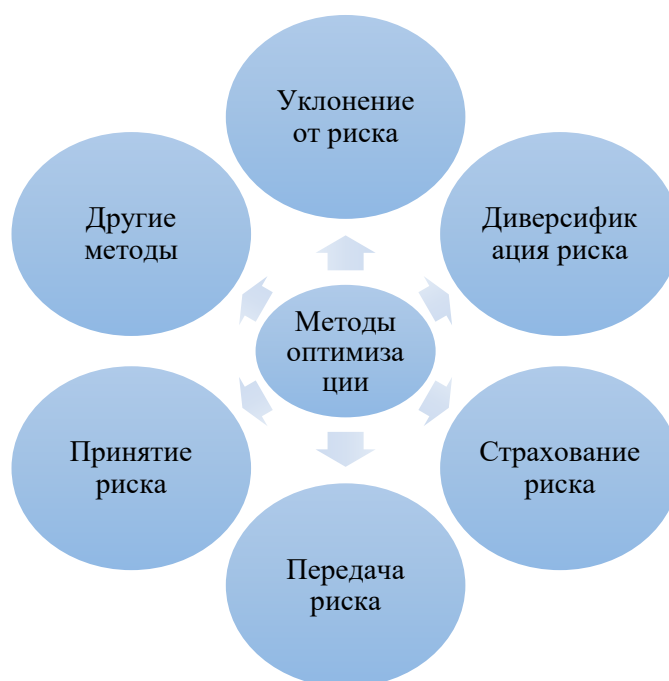 Уклонение
от риска
Другие
методы
Диверсифик
ация риска
Методы
оптимиза
ции
Принятие
риска
Страхование
риска
Передача
риска